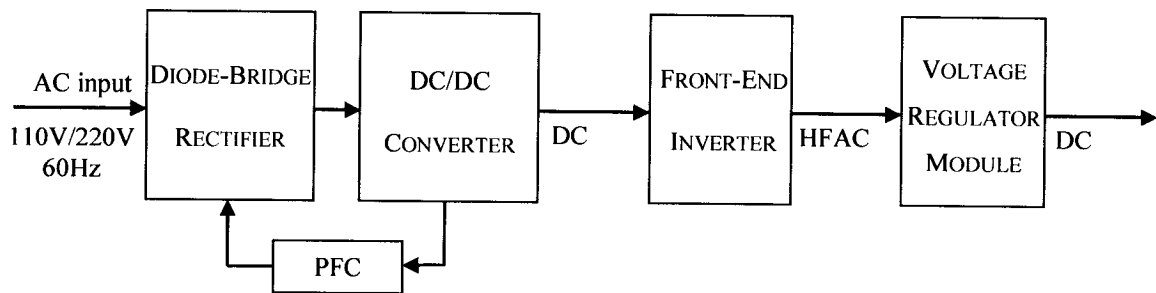 AC input
110V/220V
60Hz
DIODE-BRIDGE
RECTIFIER
DC/DC
CONVERTER
DC
FRONT-END
INVERTER
HFAC
VOLTAGE
REGULATOR
MODULE
DC
PFC